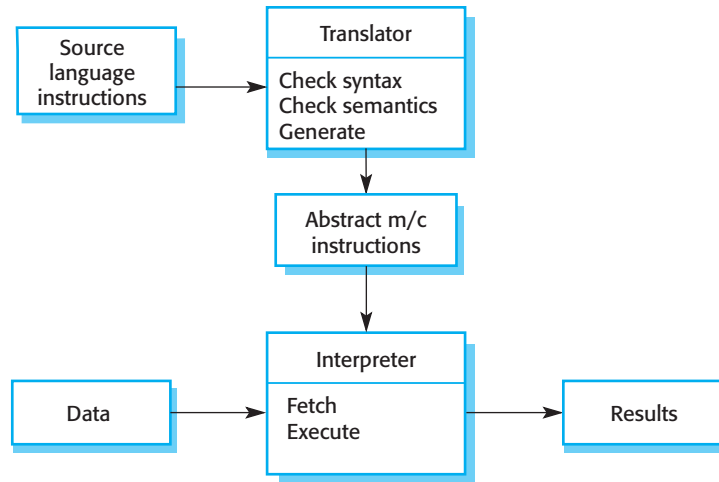 Source
language
instructions
Translator
Check syntax
Check semantics
Generate
Abstract m/c
instructions
Interpreter
Fetch
Execute
Data
Results